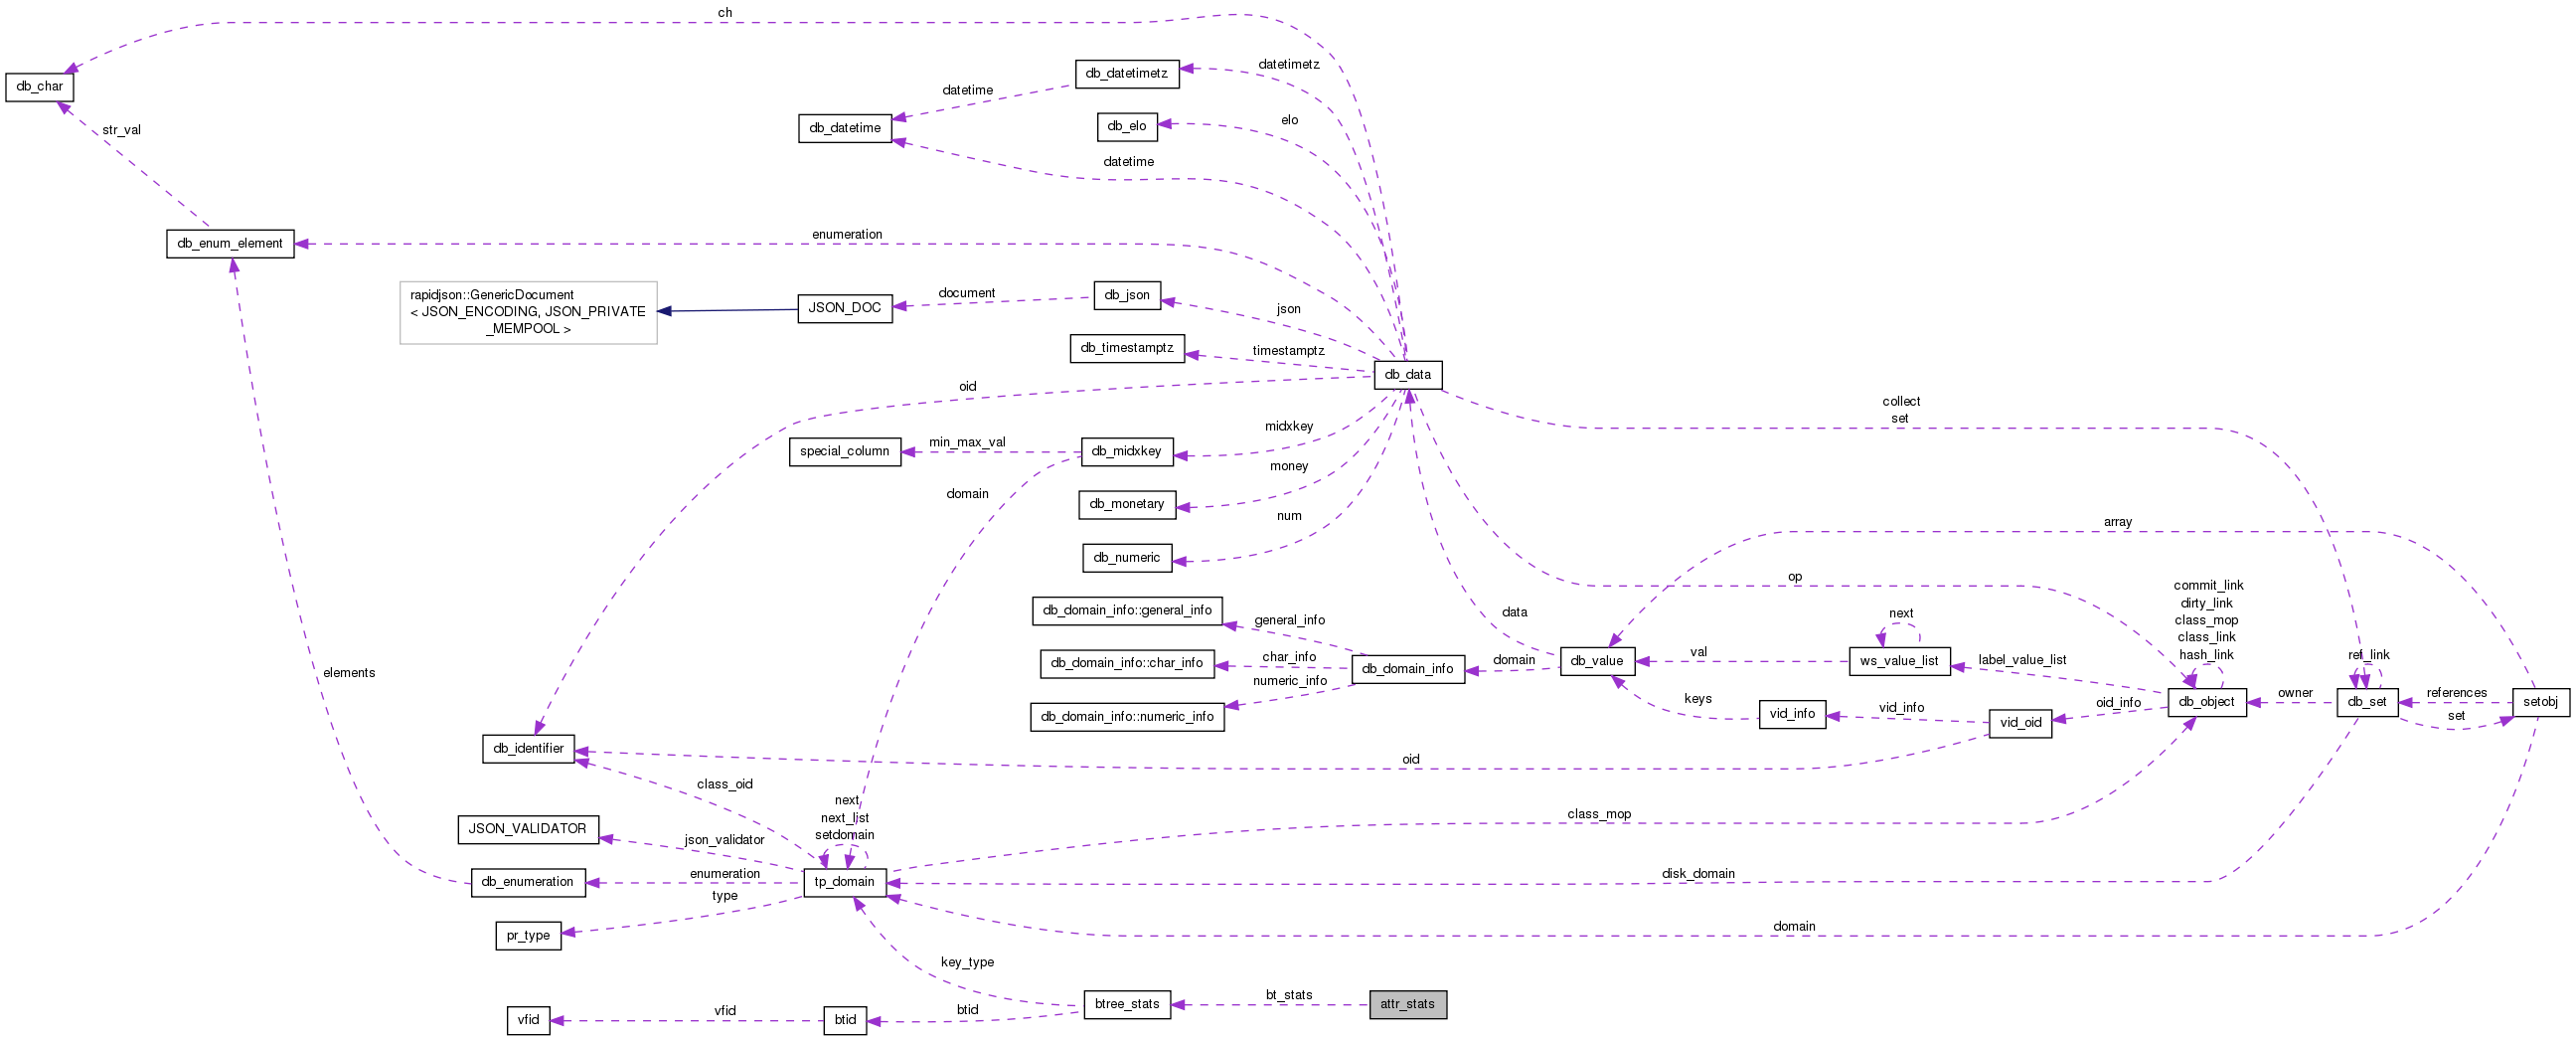 ch
db_char
datetimetz
db_datetimetz
datetime
elo
db_elo
db_datetime
str_val
datetime
enumeration
db_enum_element
rapidjson::GenericDocument
< JSON_ENCODING, JSON_PRIVATE
_MEMPOOL >
document
db_json
JSON_DOC
json
db_timestamptz
timestamptz
db_data
oid
collect
set
midxkey
min_max_val
db_midxkey
special_column
money
domain
db_monetary
num
array
db_numeric
op
commit_link
dirty_link
class_mop
class_link
hash_link
db_domain_info::general_info
general_info
data
next
char_info
db_domain_info::char_info
db_domain_info
domain
db_value
val
ws_value_list
label_value_list
ref_link
elements
numeric_info
db_domain_info::numeric_info
keys
vid_info
vid_info
vid_oid
oid_info
db_object
owner
db_set
references
set
setobj
db_identifier
oid
class_oid
next
next_list
setdomain
class_mop
JSON_VALIDATOR
json_validator
db_enumeration
enumeration
tp_domain
disk_domain
type
pr_type
domain
key_type
bt_stats
btree_stats
attr_stats
vfid
vfid
btid
btid